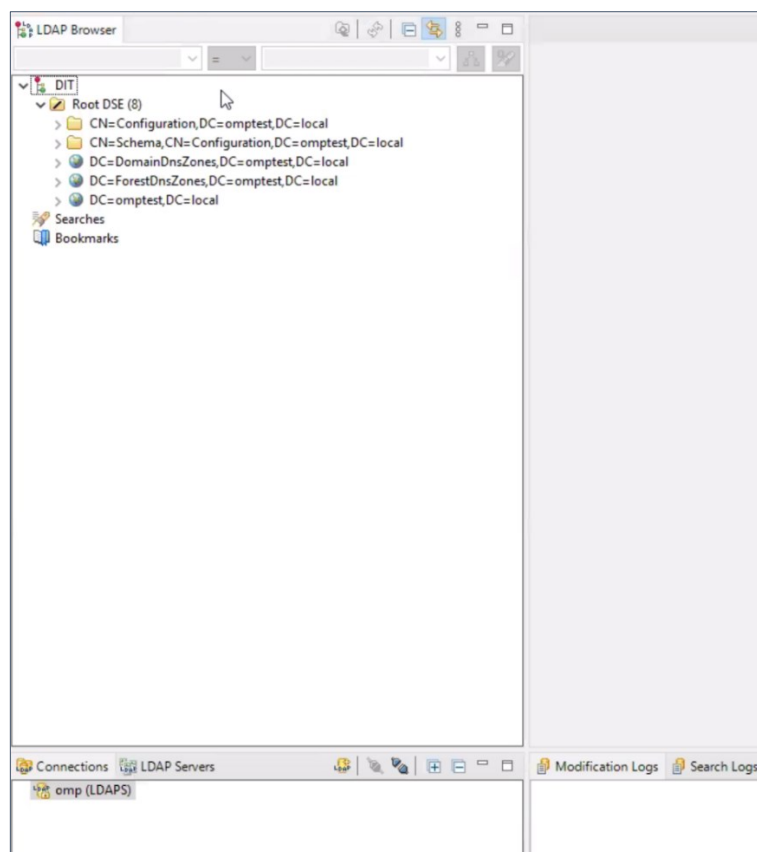 LDAP Browser
=
DIT
Root DSE (8)
CN=Configuration,DC=omptest,DC=local
CN=Schema,CN=Configuration,DC=omptest,DC=local
DC=DomainDnsZones,DC=omptest,DC=local
DC=ForestDnsZones,DC=omptest,DC=local
DC=omptest,DC=local
Searches
Bookmarks
Connections LDAP Servers
Modification Logs Search Logs
omp (LDAPS)